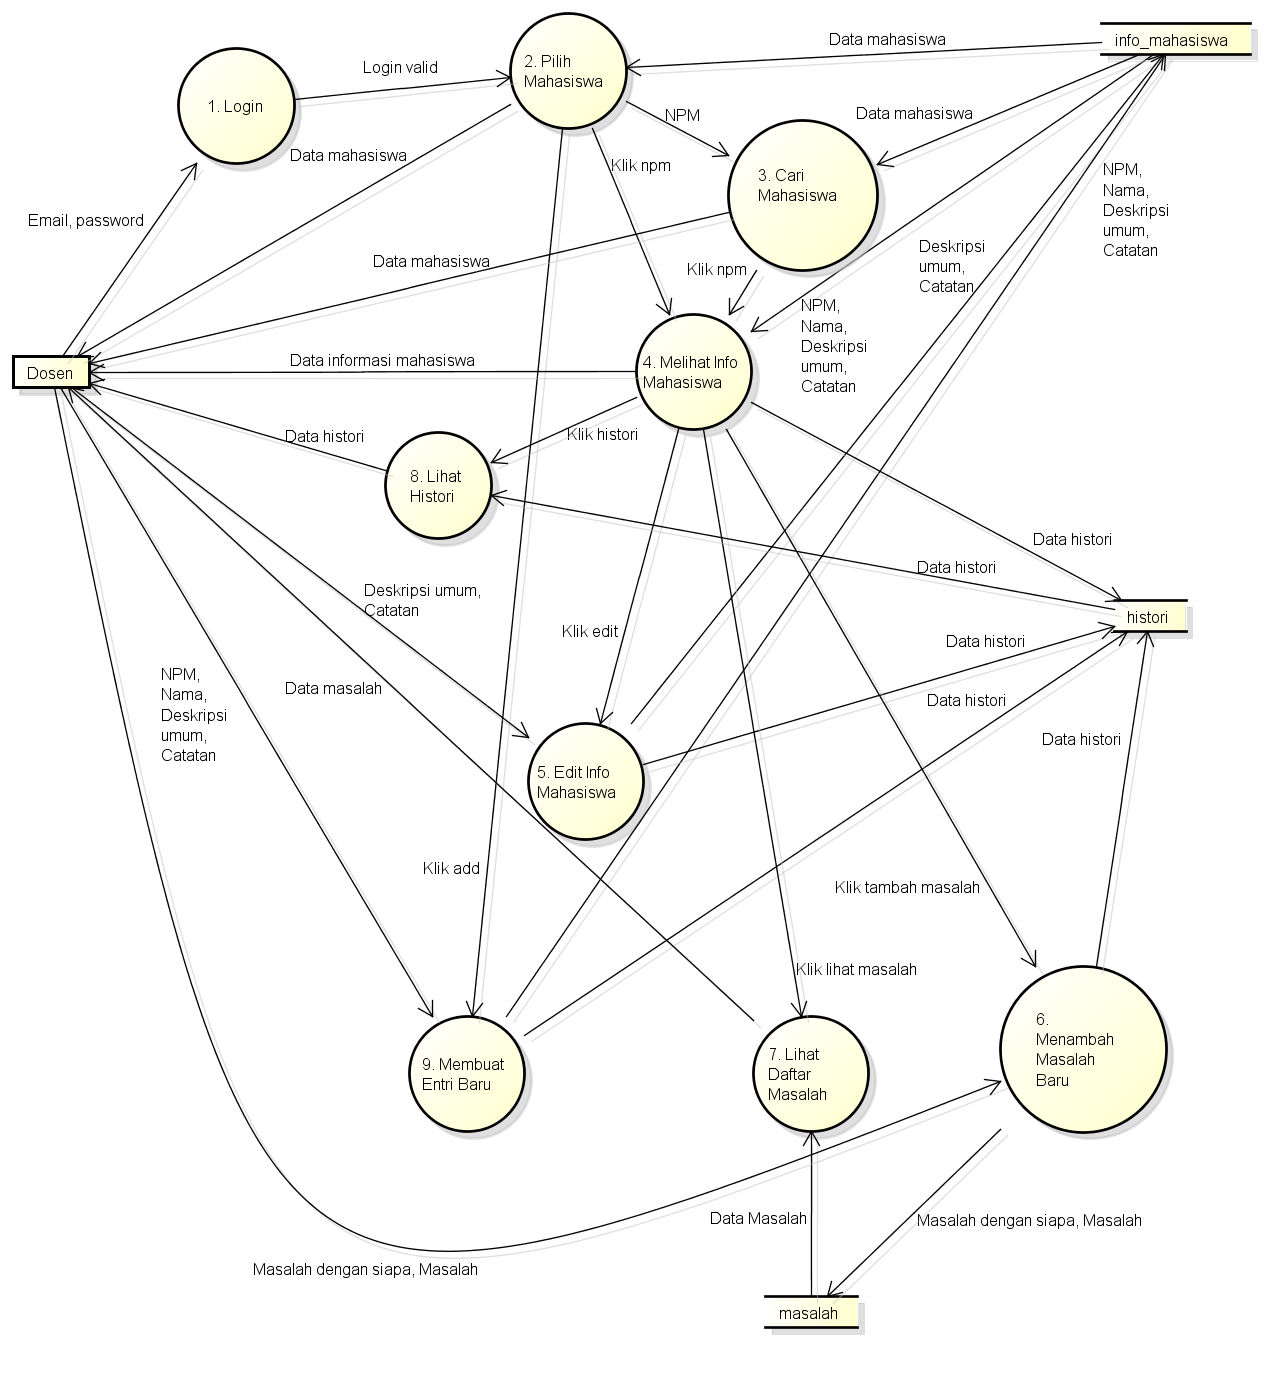 info_mahasiswa
Data mahasiswa
2. Pilih
Mahasiswa
Login valid
1. Login
NPM
Data mahasiswa
Data mahasiswa
Klik npm
3. Cari
Mahasiswa
NPM,
Nama,
Deskripsi
umum,
Catatan
Email, password
Deskripsi
umum,
Catatan
Data mahasiswa
Klik npm
NPM,
Nama,
Deskripsi
umum,
Catatan
Data informasi mahasiswa
4. Melihat Info
Mahasiswa
Dosen
Data histori
Klik histori
8. Lihat
Histori
Data histori
Data histori
histori
Deskripsi umum,
Catatan
Klik edit
Data histori
NPM,
Nama,
Deskripsi
umum,
Catatan
Data masalah
Data histori
Data histori
5. Edit Info
Mahasiswa
Klik add
Klik tambah masalah
Klik lihat masalah
6.
Menambah
Masalah
Baru
9. Membuat
Entri Baru
7. Lihat
Daftar
Masalah
Data Masalah
Masalah dengan siapa, Masalah
Masalah dengan siapa, Masalah
masalah